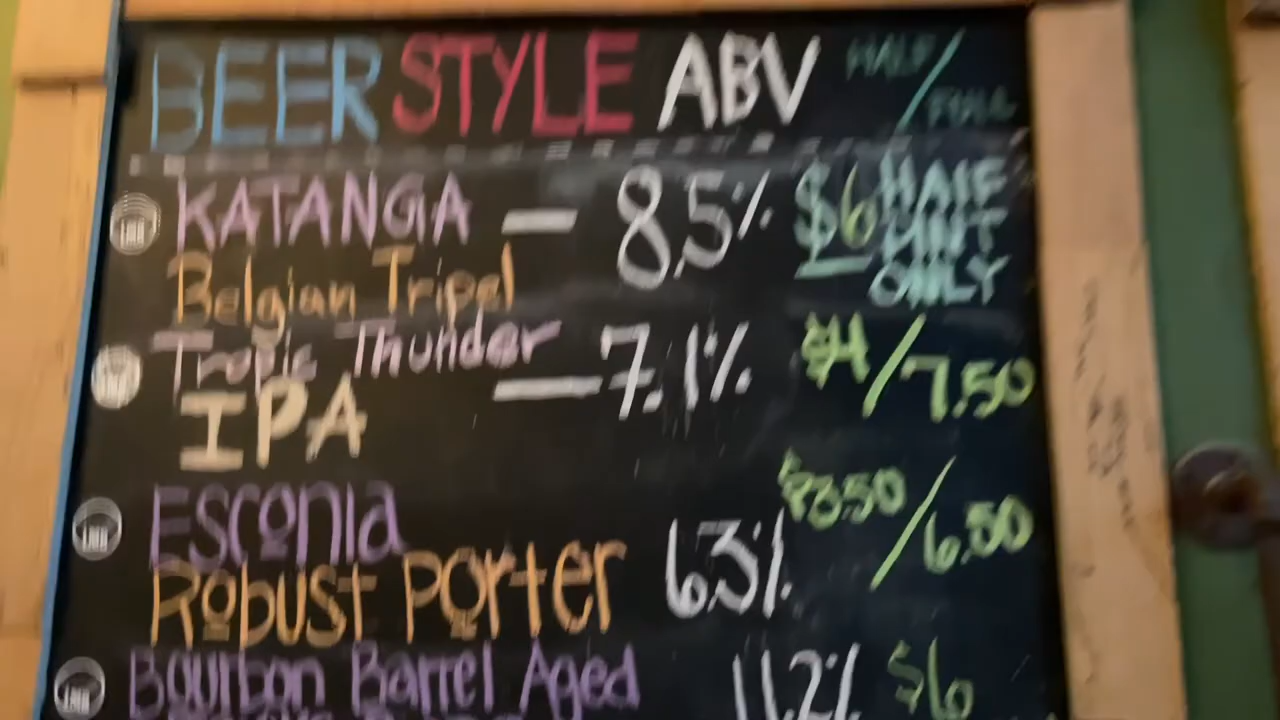 BEER STYLE ABV HALF/FULL
KATANGA — 8.5% $6 HALF PINT ONLY
Belgian Tripel
Tropic Thunder
IPA — 7.1% $4/7.50
Esconia
Robust Porter 6.3% $3.50/6.50
Bourbon Barrel Aged 11.2% $6